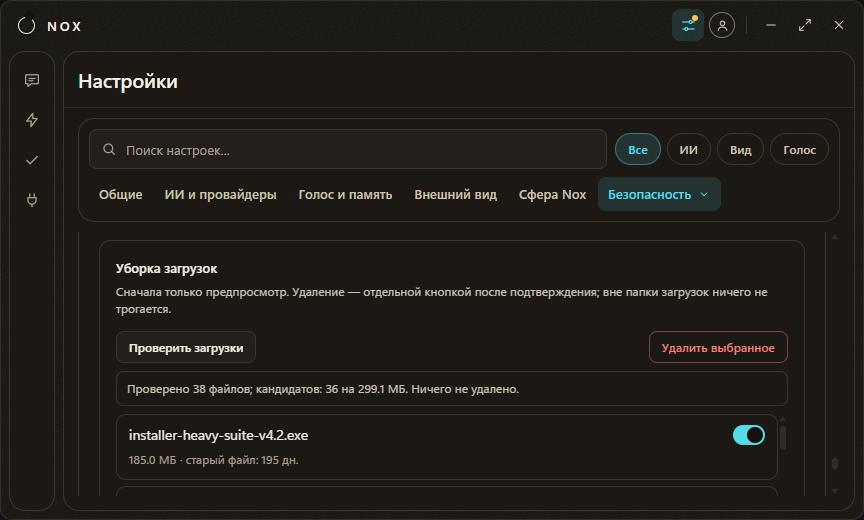 NOX
Настройки
Поиск настроек...
Все
ИИ
Вид
Голос
Общие
ИИ и провайдеры
Голос и память
Внешний вид
Сфера Nox
Безопасность
Уборка загрузок
Сначала только предпросмотр. Удаление — отдельной кнопкой после подтверждения; вне папки загрузок ничего не
трогается.
Проверить загрузки
Удалить выбранное
Проверено 38 файлов; кандидатов: 36 на 299.1 МБ. Ничего не удалено.
installer-heavy-suite-v4.2.exe
185.0 МБ · старый файл: 195 дн.